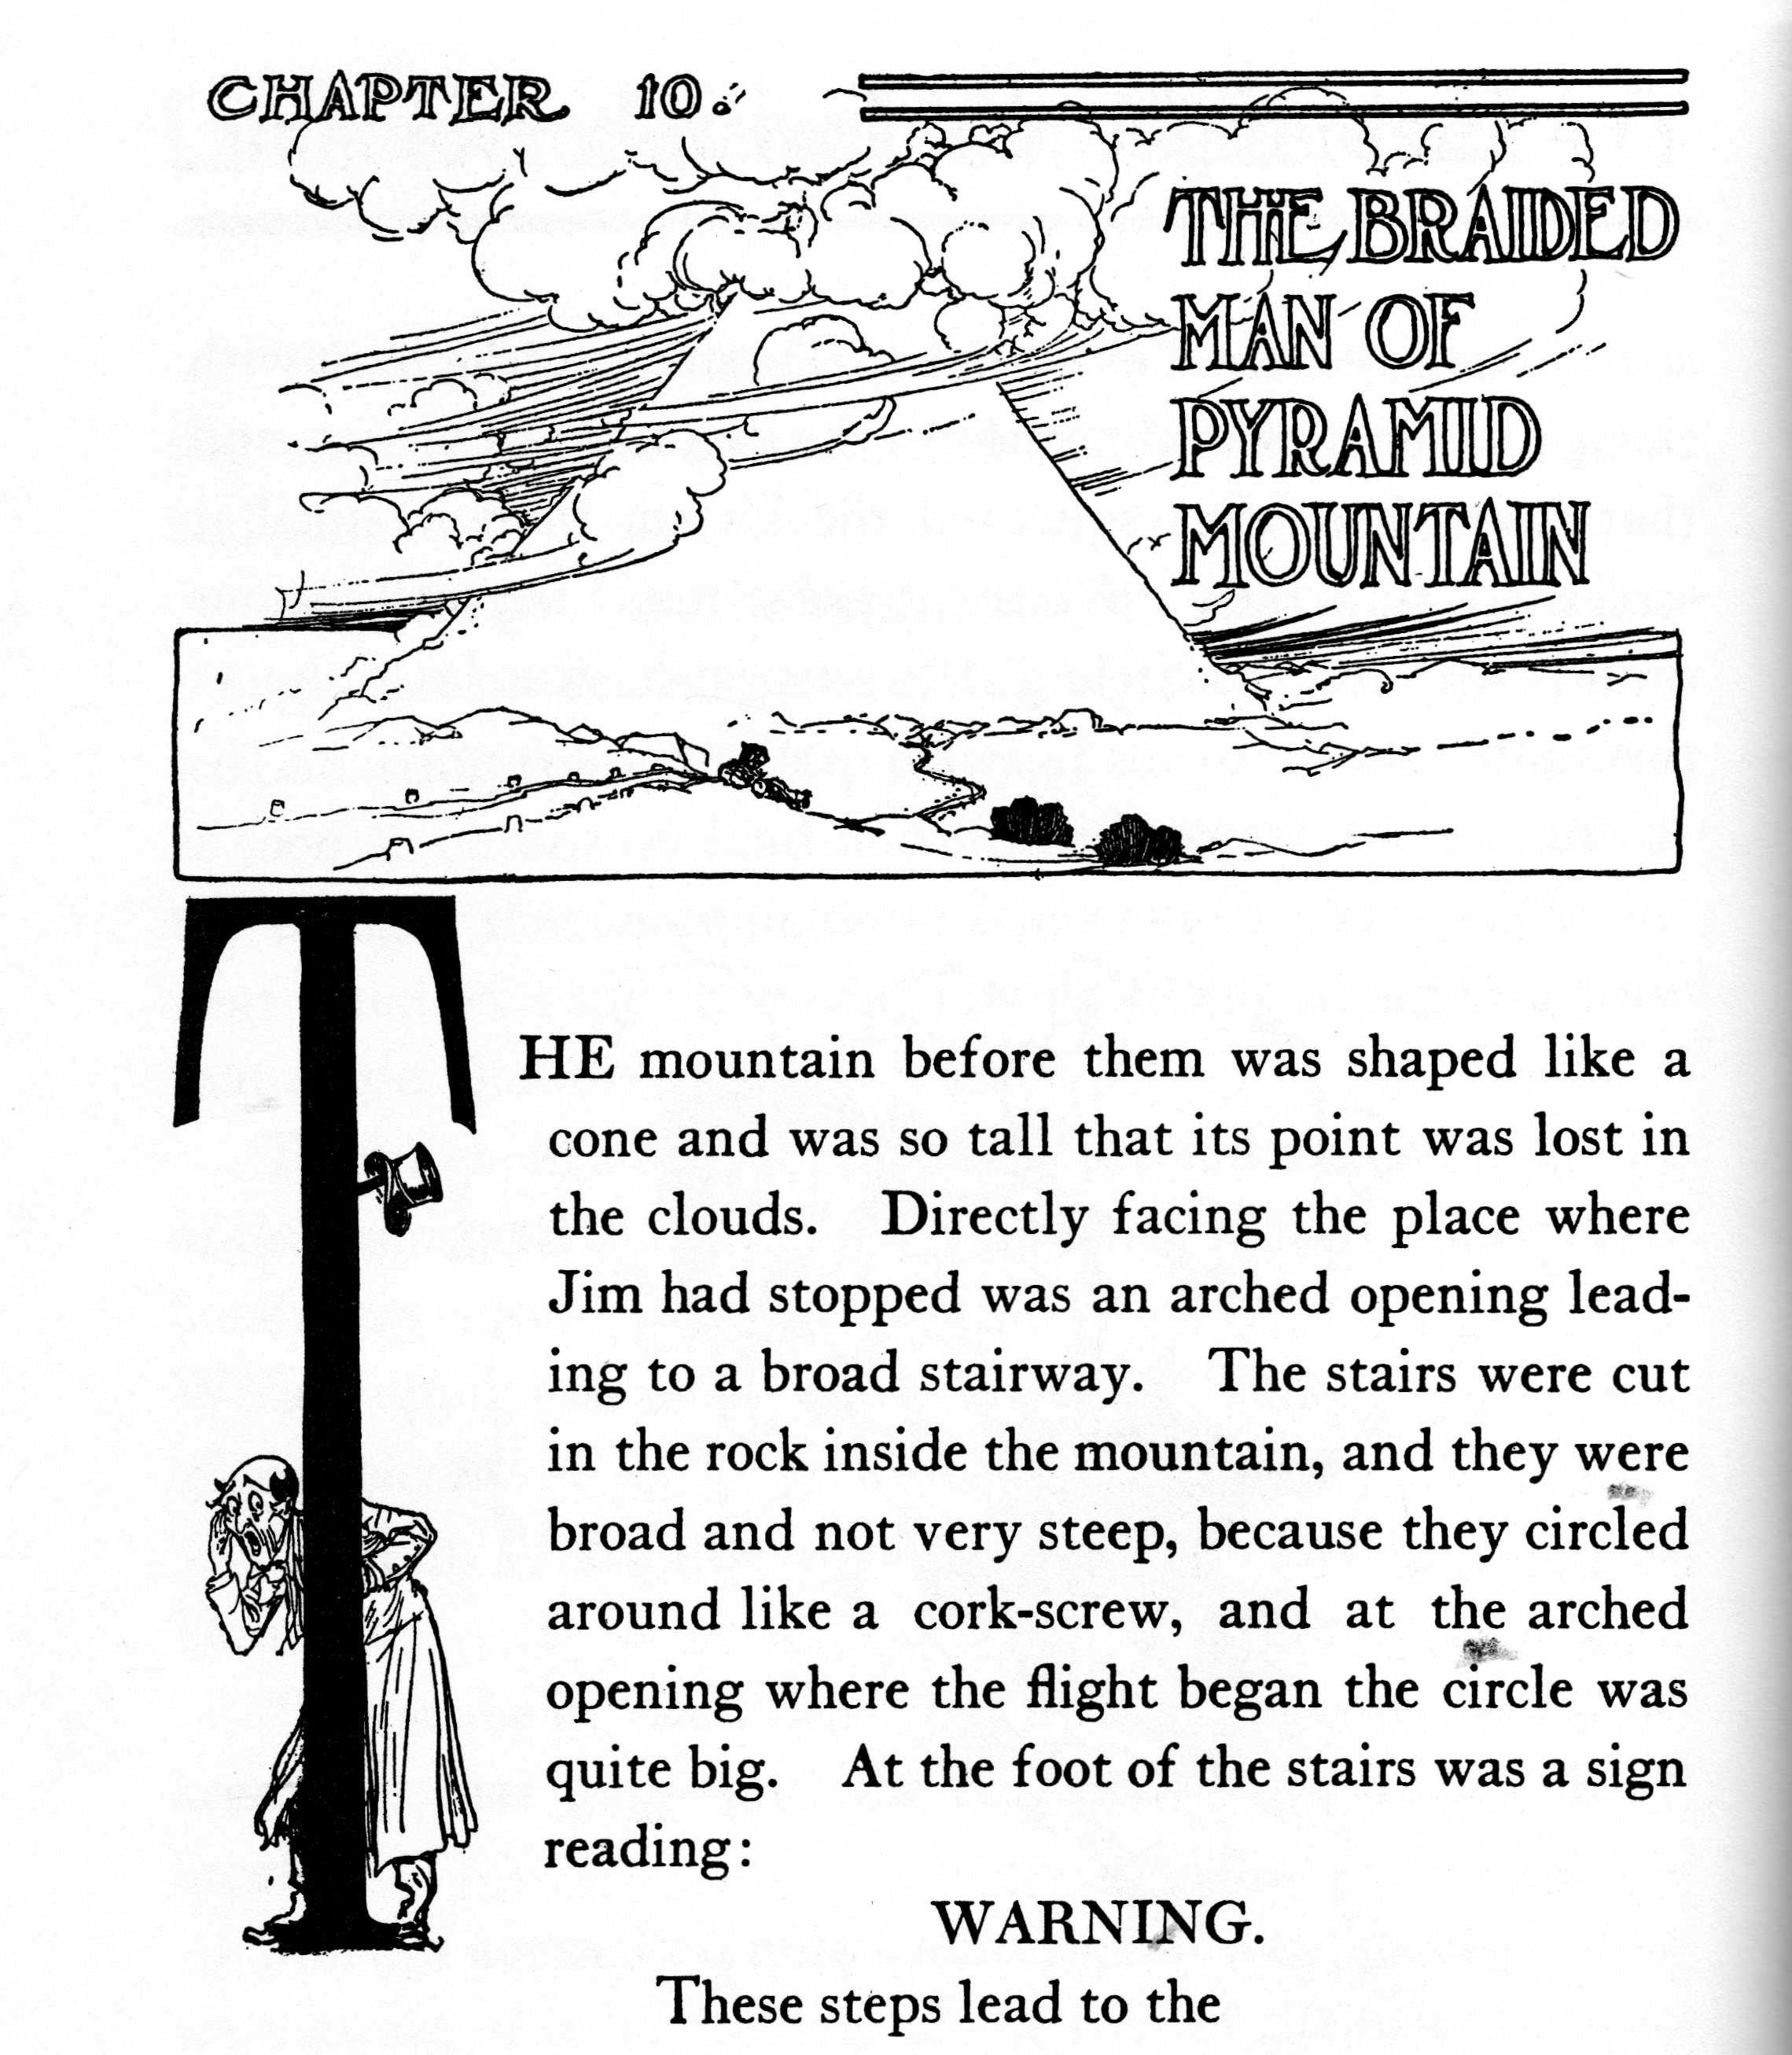 CHAPTER 10.
THE BRAIDED
MAN OF
PYRAMID
MOUNTAIN
THE mountain before them was shaped like a
cone and was so tall that its point was lost in
the clouds. Directly facing the place where
Jim had stopped was an arched opening lead-
ing to a broad stairway. The stairs were cut
in the rock inside the mountain, and they were
broad and not very steep, because they circled
around like a cork-screw, and at the arched
opening where the flight began the circle was
quite big. At the foot of the stairs was a sign
reading:
WARNING.
These steps lead to the